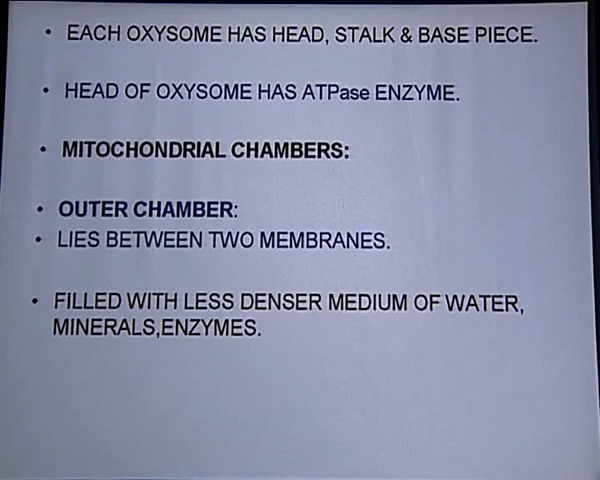 • EACH OXYSOME HAS HEAD, STALK & BASE PIECE.
• HEAD OF OXYSOME HAS ATPase ENZYME.
• MITOCHONDRIAL CHAMBERS:
• OUTER CHAMBER:
• LIES BETWEEN TWO MEMBRANES.
• FILLED WITH LESS DENSER MEDIUM OF WATER,
MINERALS,ENZYMES.